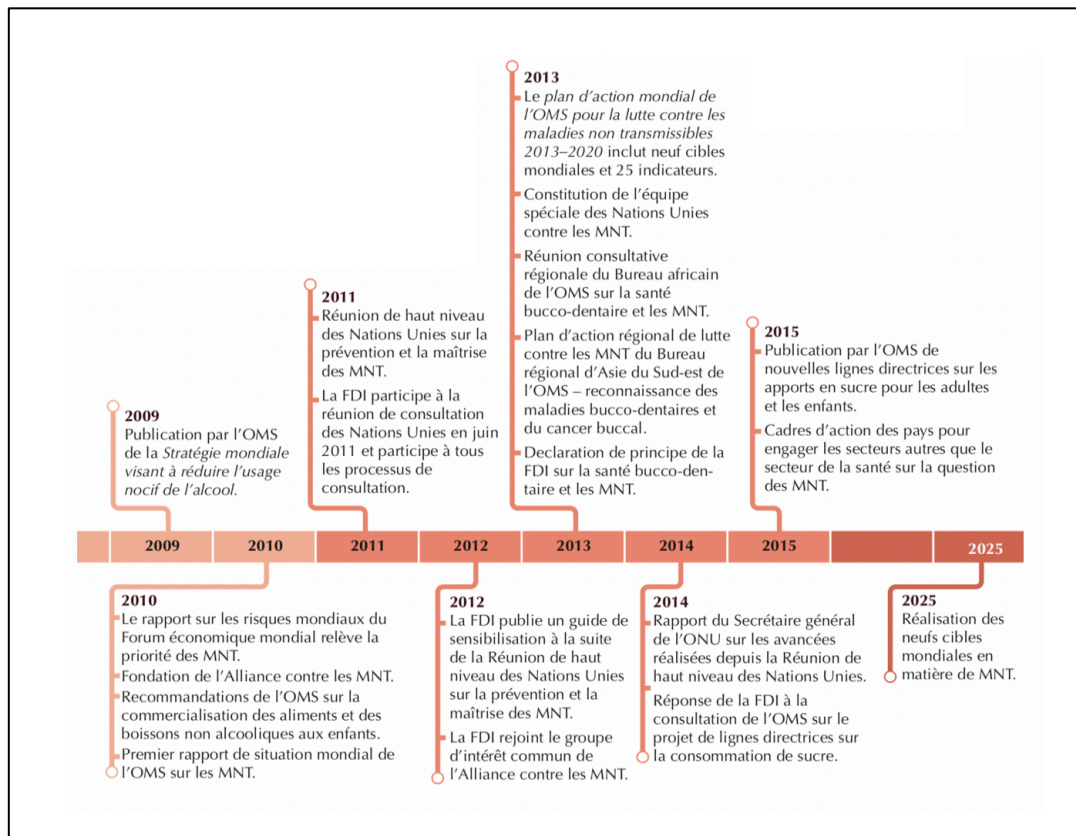 2013
Le plan d'action mondial de
l'OMS pour la lutte contre les
maladies non transmissibles
2013–2020 inclut neuf cibles
mondiales et 25 indicateurs.
Constitution de l'équipe
spéciale des Nations Unies
contre les MNT.
Réunion consultative
régionale du Bureau africain
de l'OMS sur la santé
bucco-dentaire et les MNT.
Plan d'action régional de lutte
contre les MNT du Bureau
régional d'Asie du Sud-est de
l'OMS – reconnaissance des
maladies bucco-dentaires et
du cancer buccal.
Declaration de principe de la
FDI sur la santé bucco-den-
taire et les MNT.
2011
Réunion de haut niveau
des Nations Unies sur la
prévention et la maîtrise
des MNT.
La FDI participe à la
réunion de consultation
des Nations Unies en juin
2011 et participe à tous
les processus de
consultation.
2015
Publication par l'OMS de
nouvelles lignes directrices sur les
apports en sucre pour les adultes
et les enfants.
Cadres d'action des pays pour
engager les secteurs autres que le
secteur de la santé sur la question
des MNT.
2009
Publication par l'OMS
de la Stratégie mondiale
visant à réduire l'usage
nocif de l'alcool.
2009 2010 2011 2012 2013 2014 2015 2025
2010
Le rapport sur les risques mondiaux du
Forum économique mondial relève la
priorité des MNT.
Fondation de l'Alliance contre les MNT.
Recommandations de l'OMS sur la
commercialisation des aliments et des
boissons non alcooliques aux enfants.
Premier rapport de situation mondial de
l'OMS sur les MNT.
2012
La FDI publie un guide de
sensibilisation à la suite
de la Réunion de haut
niveau des Nations Unies
sur la prévention et la
maîtrise des MNT.
La FDI rejoint le groupe
d'intérêt commun de
l'Alliance contre les MNT.
2014
Rapport du Secrétaire général
de l'ONU sur les avancées
réalisées depuis la Réunion de
haut niveau des Nations Unies.
Réponse de la FDI à la
consultation de l'OMS sur le
projet de lignes directrices sur
la consommation de sucre.
2025
Réalisation des
neufs cibles
mondiales en
matière de MNT.